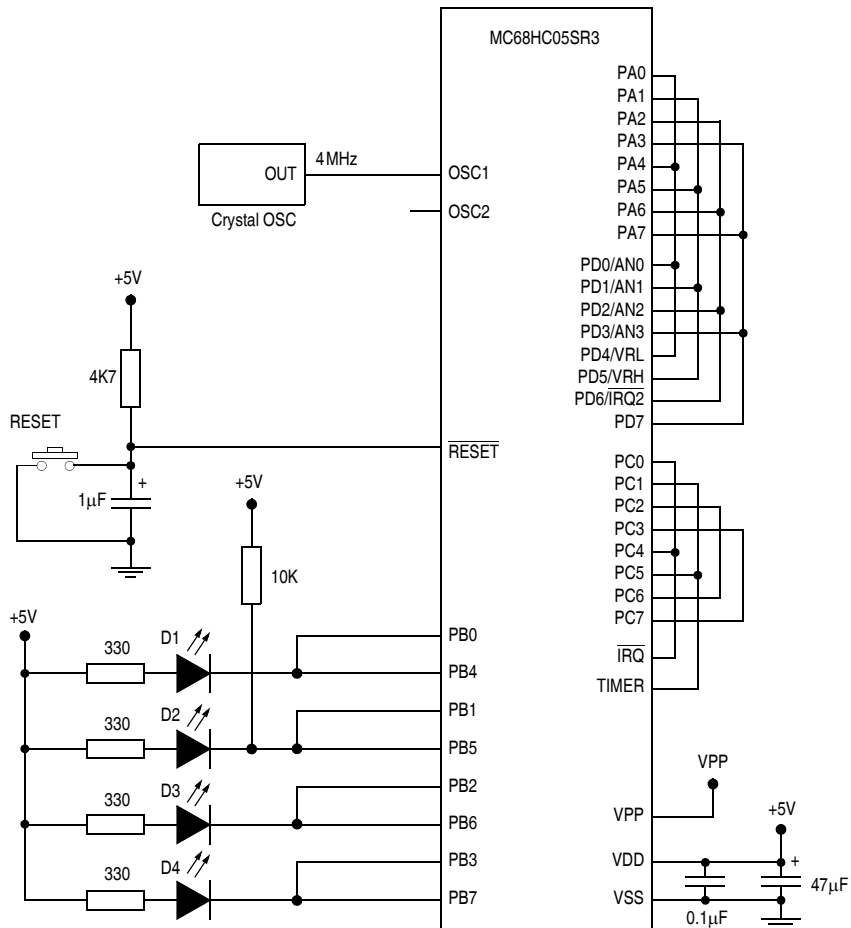 MC68HC05SR3
PA0
PA1
PA2
PA3
PA4
PA5
PA6
PA7
PD0/AN0
PD1/AN1
PD2/AN2
PD3/AN3
PD4/VRL
PD5/VRH
PD6/IRQ2
PD7
PC0
PC1
PC2
PC3
PC4
PC5
PC6
PC7
IRQ
TIMER
VPP
VPP
+5V
VDD
+
47µF
VSS
0.1µF
OUT
4MHz
OSC1
Crystal OSC
OSC2
+5V
4K7
RESET
RESET
+
1µF
+5V
10K
+5V
330
D1
PB0
PB4
330
D2
PB1
PB5
330
D3
PB2
PB6
330
D4
PB3
PB7